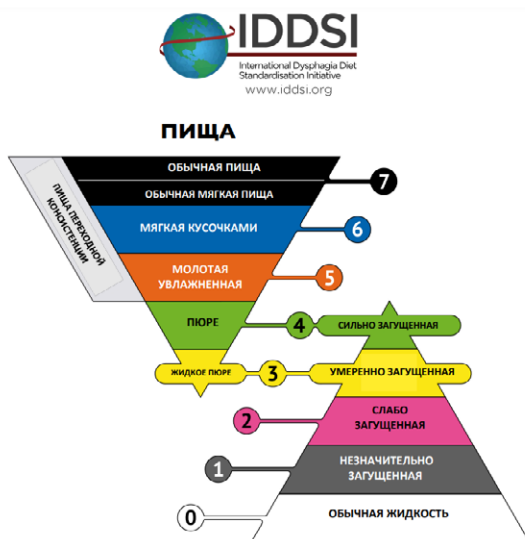 IDDSI
International Dysphagia Diet
Standardisation Initiative
www.iddsi.org
ПИЩА
ОБЫЧНАЯ ПИЩА
ОБЫЧНАЯ МЯГКАЯ ПИЩА
7
ПИЩА ПЕРЕХОДНОЙ
КОНСИСТЕНЦИИ
МЯГКАЯ КУСОЧКАМИ
6
МОЛОТАЯ
УВЛАЖНЕННАЯ
5
ПЮРЕ
4
СИЛЬНО ЗАГУЩЕННАЯ
ЖИДКОЕ ПЮРЕ
3
УМЕРЕННО ЗАГУЩЕННАЯ
2
СЛАБО
ЗАГУЩЕННАЯ
1
НЕЗНАЧИТЕЛЬНО
ЗАГУЩЕННАЯ
0
ОБЫЧНАЯ ЖИДКОСТЬ